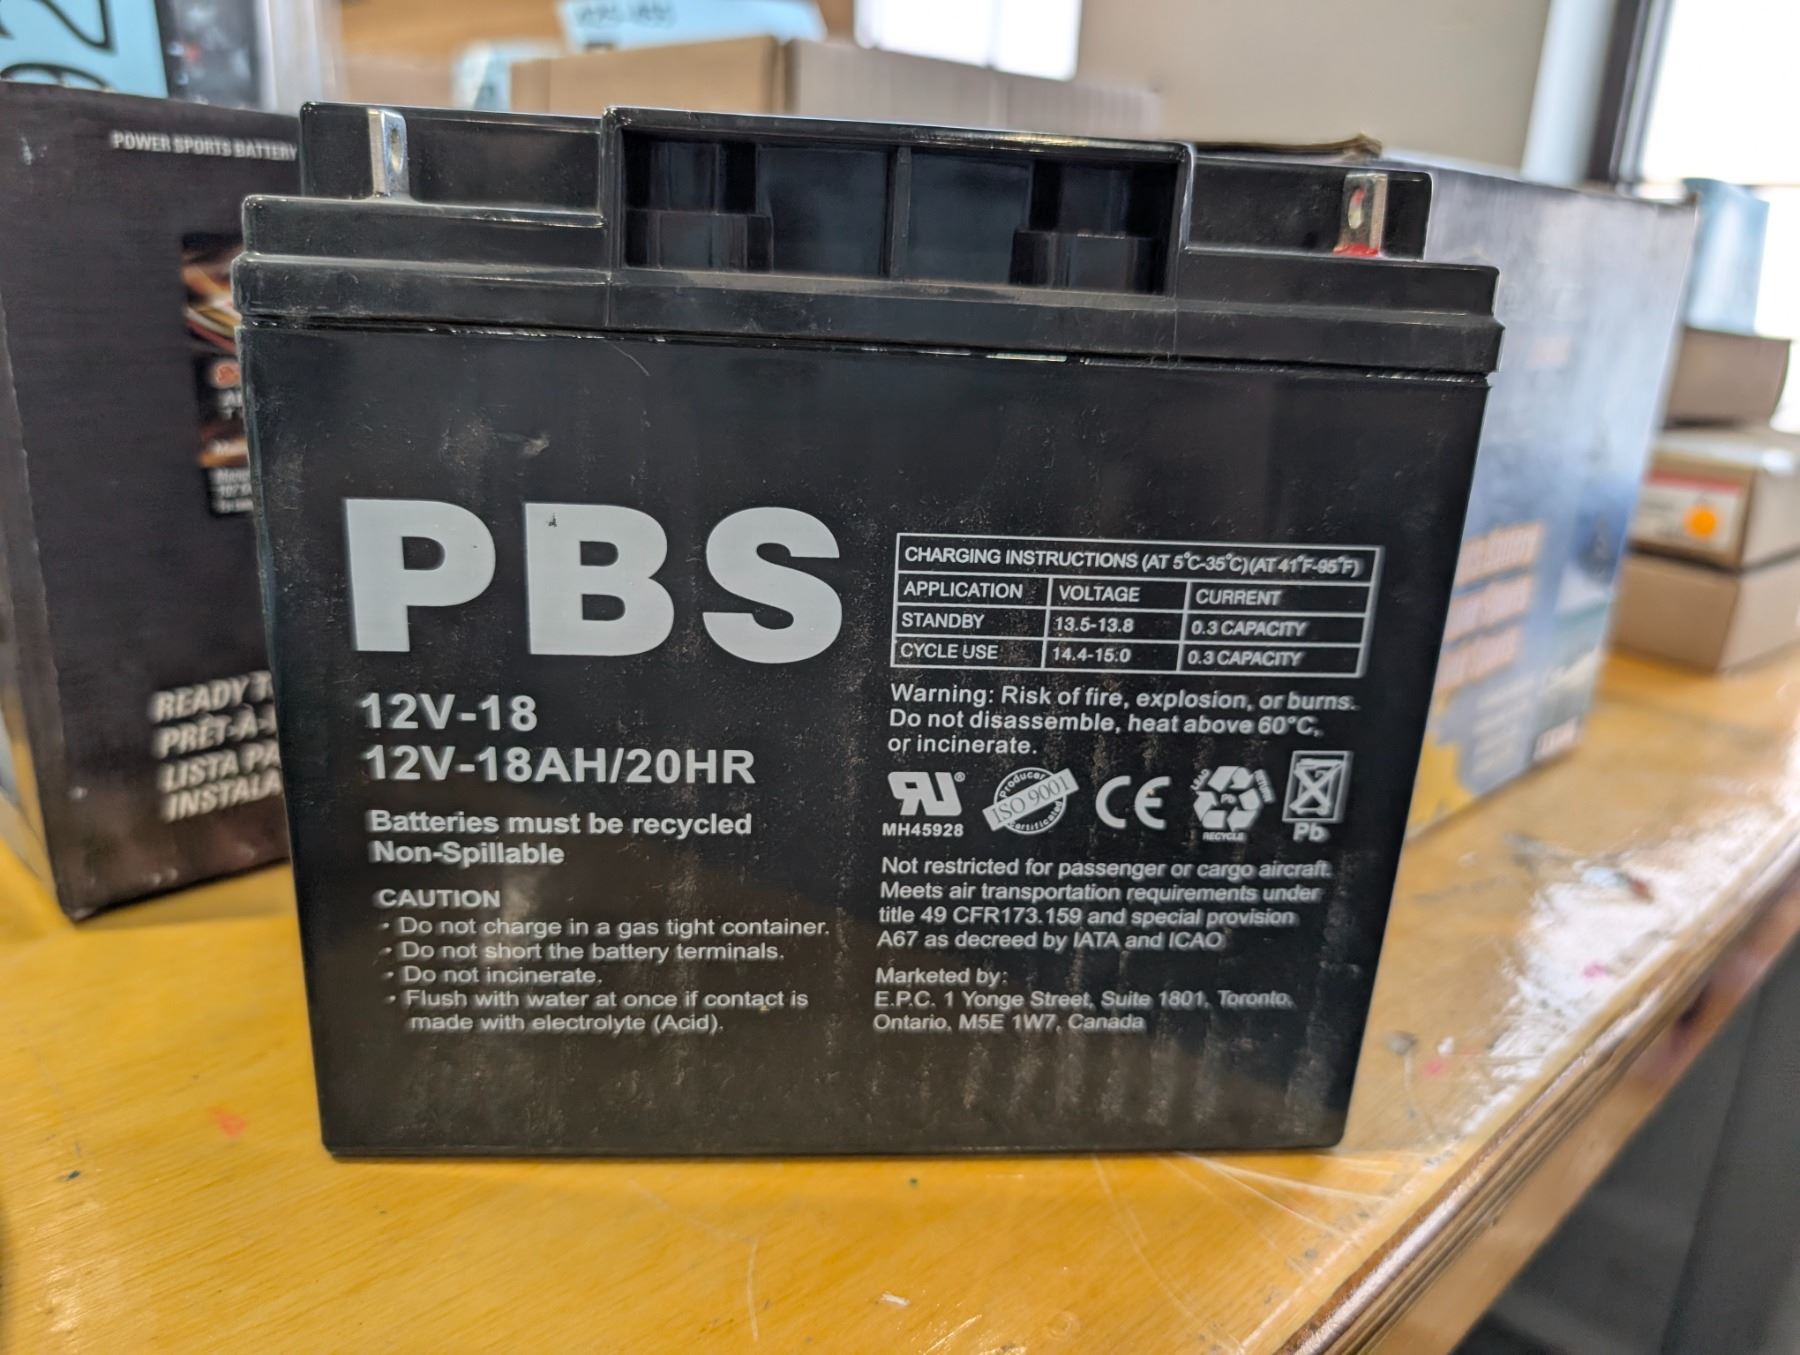 POWER SPORTS BATTERY
PBS
12V-18
12V-18AH/20HR
Batteries must be recycled
Non-Spillable
CAUTION
• Do not charge in a gas tight container.
• Do not short the battery terminals.
• Do not incinerate.
• Flush with water at once if contact is
made with electrolyte (Acid).
CHARGING INSTRUCTIONS (AT 5°C-35°C)(AT 41°F-95°F)
APPLICATION VOLTAGE CURRENT
STANDBY 13.5-13.8 0.3 CAPACITY
CYCLE USE 14.4-15.0 0.3 CAPACITY
Warning: Risk of fire, explosion, or burns.
Do not disassemble, heat above 60°C,
or incinerate.
MH45928
Producer
ISO 9001
Certificated
CE
Pb
RECYCLE
Pb
Not restricted for passenger or cargo aircraft.
Meets air transportation requirements under
title 49 CFR173.159 and special provision
A67 as decreed by IATA and ICAO
Marketed by:
E.P.C. 1 Yonge Street, Suite 1801, Toronto,
Ontario, M5E 1W7, Canada
READY
PRÊT-À-
LISTA PA
INSTALA